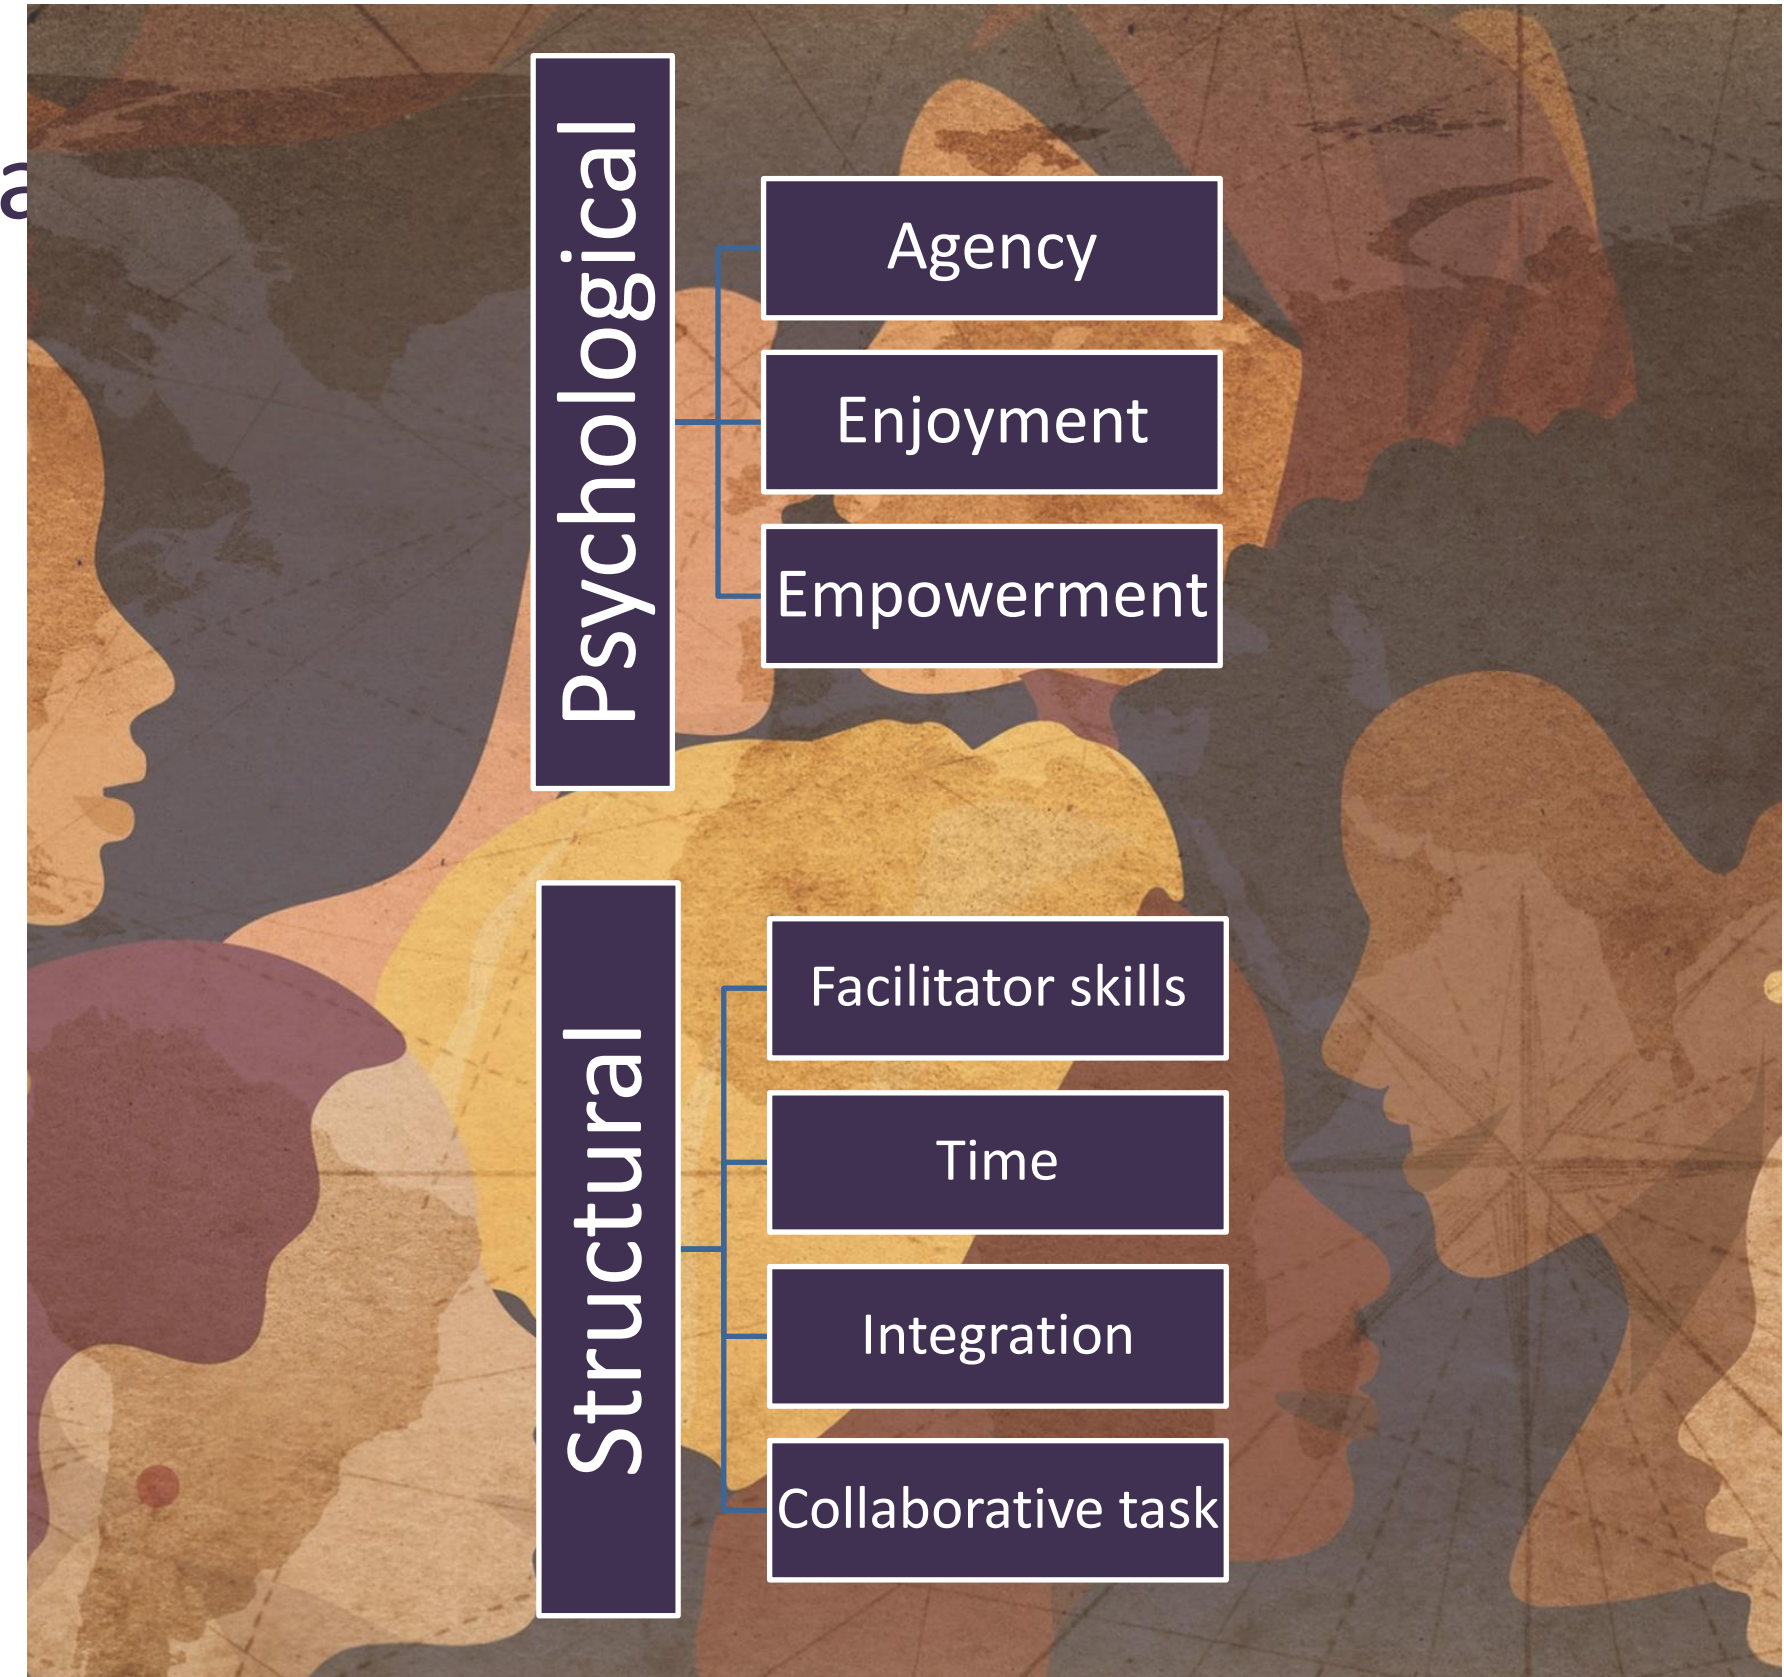 a
Psychological
Agency
Enjoyment
Empowerment
Structural
Facilitator skills
Time
Integration
Collaborative task